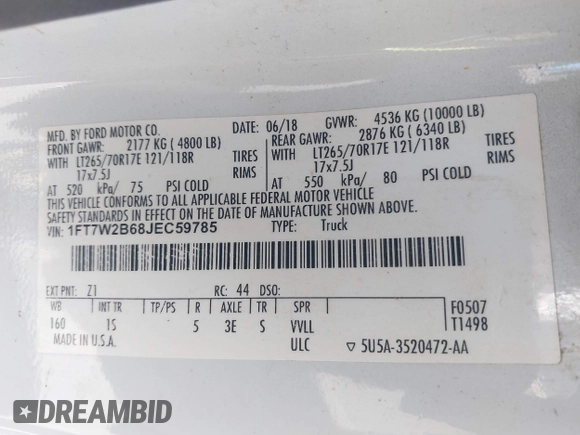 MFD. BY FORD MOTOR CO.
DATE: 06/18 GVWR: 4536 KG (10000 LB)
FRONT GAWR: 2177 KG (4800 LB)
REAR GAWR: 2876 KG (6340 LB)
WITH LT265/70R17E 121/118R TIRES
WITH LT265/70R17E 121/118R TIRES
17x7.5J RIMS
17x7.5J RIMS
AT 520 kPa/ 75 PSI COLD
AT 550 kPa/ 80 PSI COLD
THIS VEHICLE CONFORMS TO ALL APPLICABLE FEDERAL MOTOR VEHICLE
SAFETY STANDARDS IN EFFECT ON THE DATE OF MANUFACTURE SHOWN ABOVE.
VIN: 1FT7W2B68JEC59785 TYPE: Truck
EXT PNT: Z1 RC: 44 DSO:
WB INT TR TP/PS R AXLE TR SPR F0507
160 1S 5 3E S VVLL T1498
MADE IN U.S.A. ULC ▽ 5U5A-3520472-AA
DREAMBID